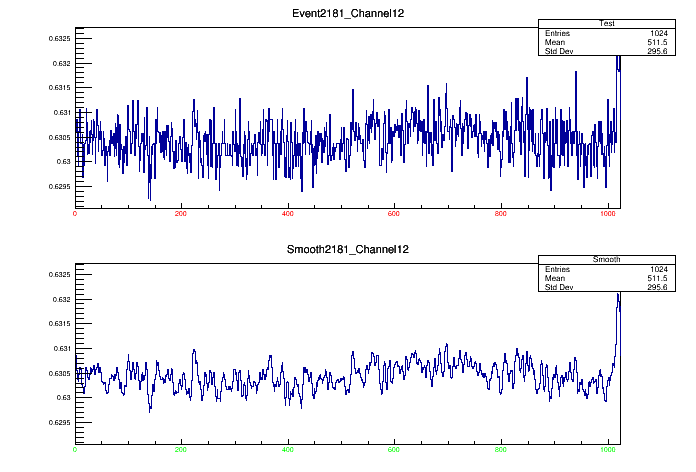 Event2181_Channel12
Test
Entries 1024
Mean 511.5
Std Dev 295.6
0.6325
0.632
0.6315
0.631
0.6305
0.63
0.6295
0 200 400 600 800 1000
Smooth2181_Channel12
Smooth
Entries 1024
Mean 511.5
Std Dev 295.6
0.6325
0.632
0.6315
0.631
0.6305
0.63
0.6295
0 200 400 600 800 1000